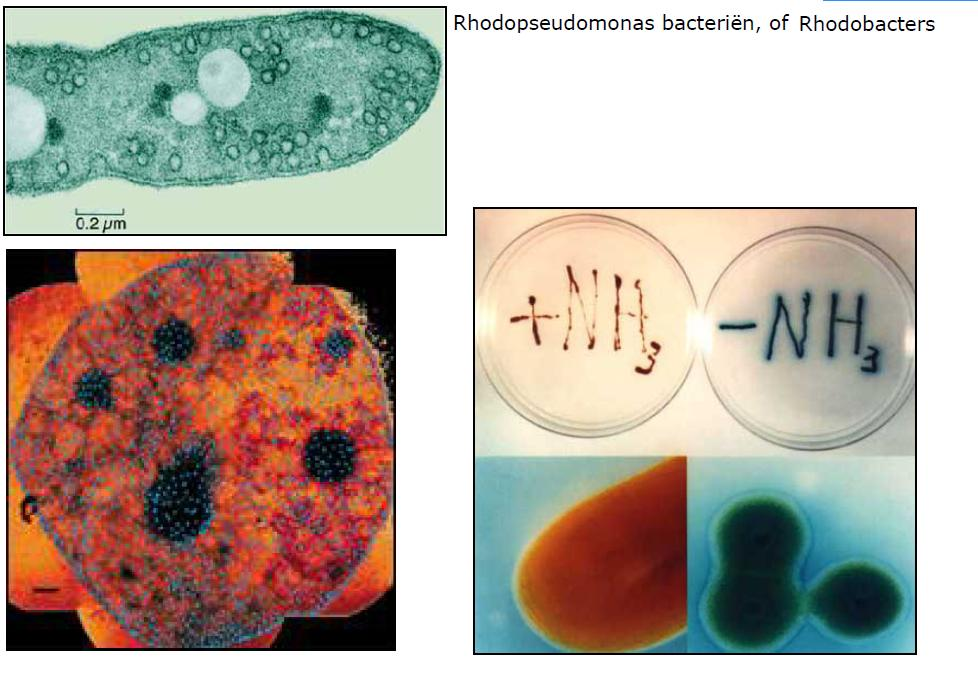 Rhodopseudomonas bacteriën, of Rhodobacters
0.2 µm
+NH3
-NH3